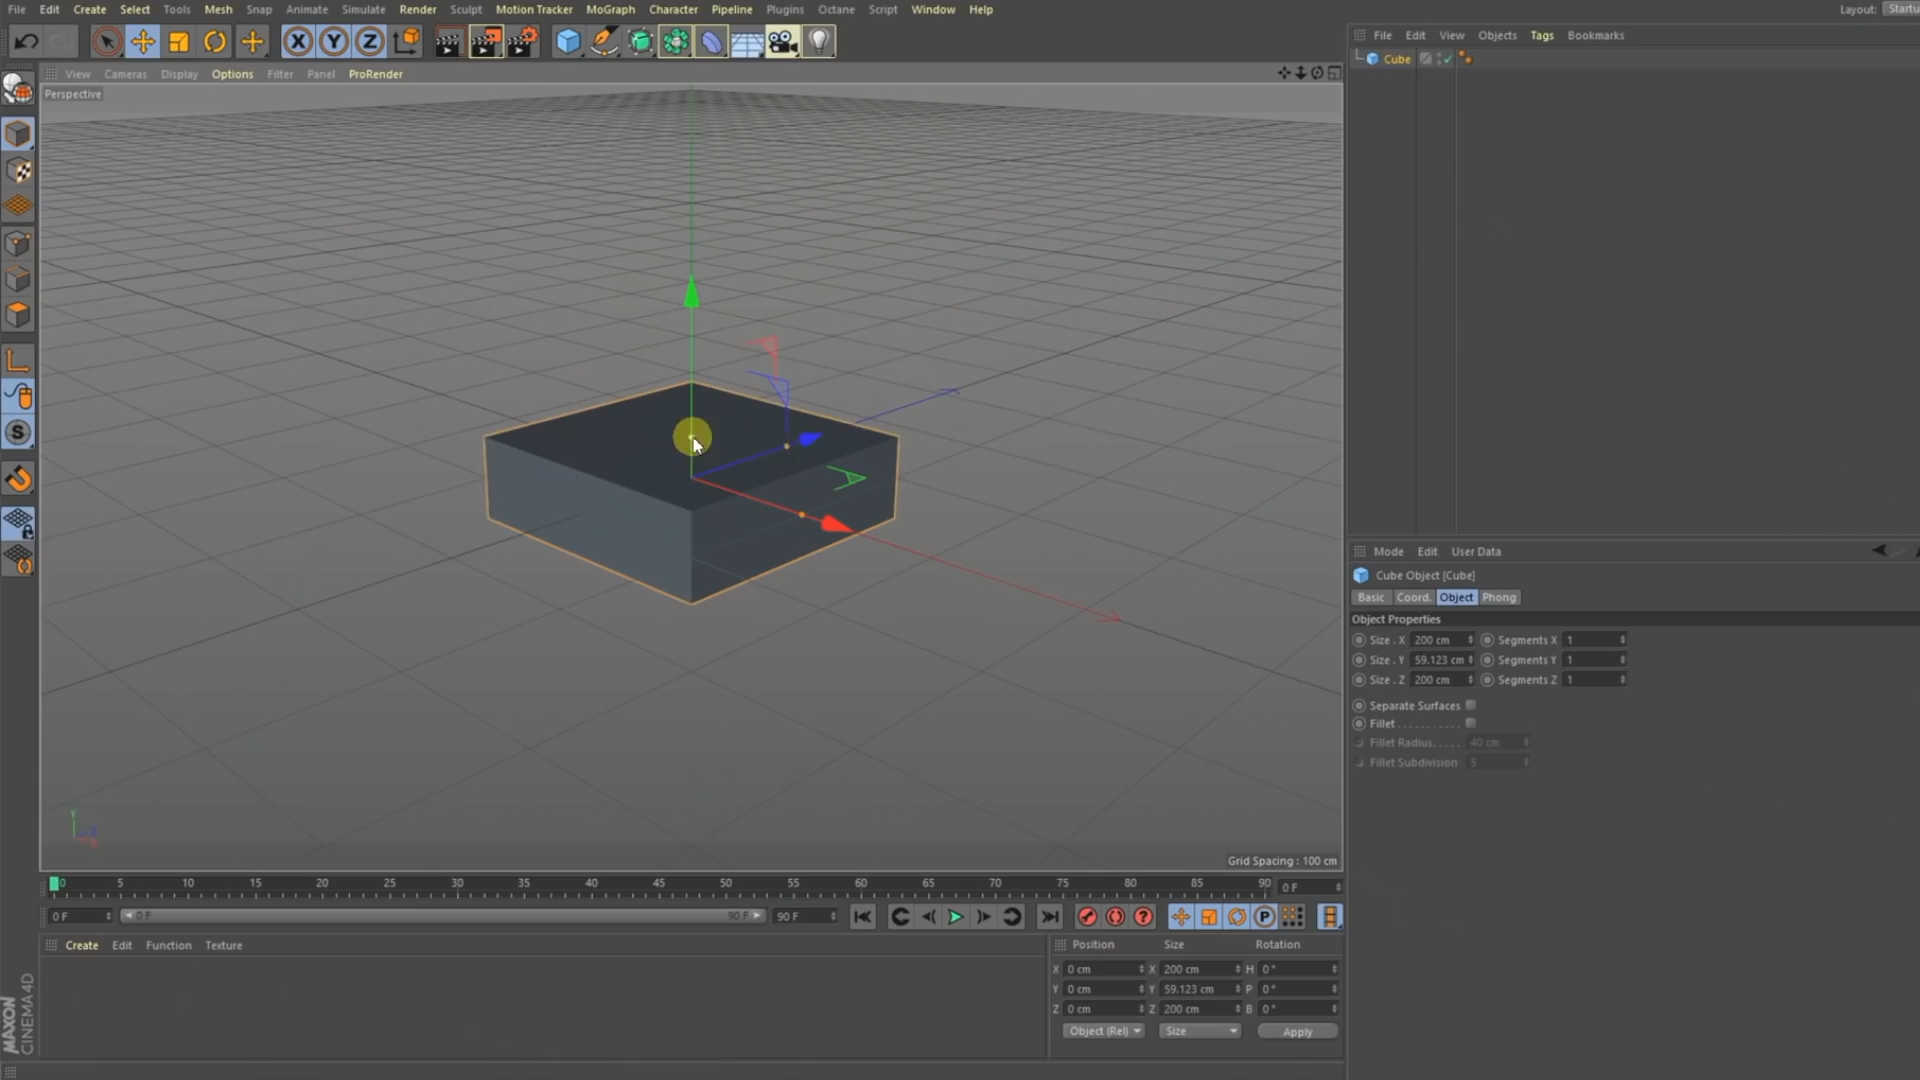 File Edit Create Select Tools Mesh Snap Animate Simulate Render Sculpt Motion Tracker MoGraph Character Pipeline Plugins Octane Script Window Help
Layout: Startu
X Y Z
File Edit View Objects Tags Bookmarks
Cube
View Cameras Display Options Filter Panel ProRender
Perspective
S
Y
Z
X
Grid Spacing : 100 cm
Mode Edit User Data
Cube Object [Cube]
Basic Coord. Object Phong
Object Properties
Size . X 200 cm Segments X 1
Size . Y 59.123 cm Segments Y 1
Size . Z 200 cm Segments Z 1
Separate Surfaces
Fillet
Fillet Radius 40 cm
Fillet Subdivision 5
0 5 10 15 20 25 30 35 40 45 50 55 60 65 70 75 80 85 90 0 F
0 F 0 F 90 F 90 F
? P
Create Edit Function Texture
Position Size Rotation
X 0 cm X 200 cm H 0 °
Y 0 cm Y 59.123 cm P 0 °
Z 0 cm Z 200 cm B 0 °
Object (Rel) Size Apply
MAXON
CINEMA 4D